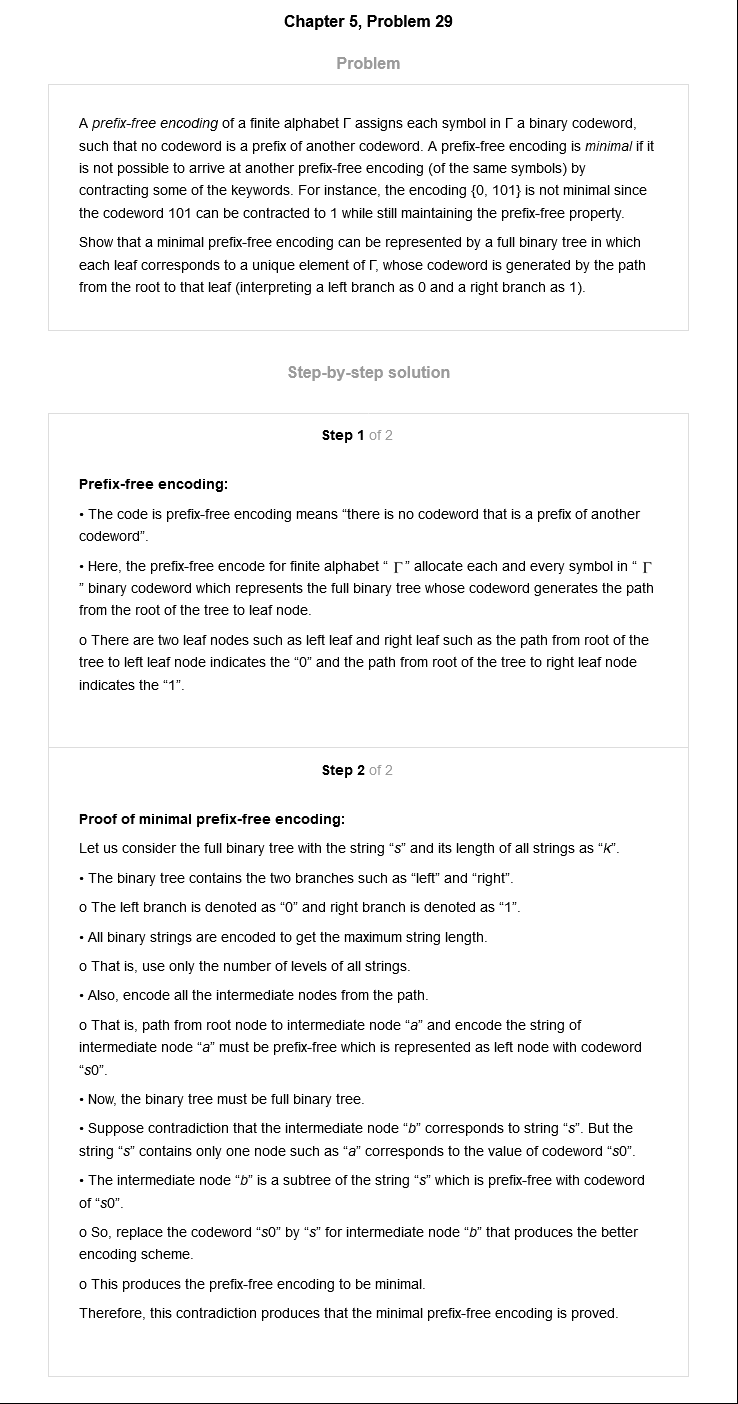 Chapter 5, Problem 29
Problem
A prefix-free encoding of a finite alphabet Γ assigns each symbol in Γ a binary codeword,
such that no codeword is a prefix of another codeword. A prefix-free encoding is minimal if it
is not possible to arrive at another prefix-free encoding (of the same symbols) by
contracting some of the keywords. For instance, the encoding {0, 101} is not minimal since
the codeword 101 can be contracted to 1 while still maintaining the prefix-free property.
Show that a minimal prefix-free encoding can be represented by a full binary tree in which
each leaf corresponds to a unique element of Γ, whose codeword is generated by the path
from the root to that leaf (interpreting a left branch as 0 and a right branch as 1).
Step-by-step solution
Step 1 of 2
Prefix-free encoding:
• The code is prefix-free encoding means “there is no codeword that is a prefix of another
codeword”.
• Here, the prefix-free encode for finite alphabet “ Γ ” allocate each and every symbol in “ Γ
” binary codeword which represents the full binary tree whose codeword generates the path
from the root of the tree to leaf node.
o There are two leaf nodes such as left leaf and right leaf such as the path from root of the
tree to left leaf node indicates the “0” and the path from root of the tree to right leaf node
indicates the “1”.
Step 2 of 2
Proof of minimal prefix-free encoding:
Let us consider the full binary tree with the string “s” and its length of all strings as “k”.
• The binary tree contains the two branches such as “left” and “right”.
o The left branch is denoted as “0” and right branch is denoted as “1”.
• All binary strings are encoded to get the maximum string length.
o That is, use only the number of levels of all strings.
• Also, encode all the intermediate nodes from the path.
o That is, path from root node to intermediate node “a” and encode the string of
intermediate node “a” must be prefix-free which is represented as left node with codeword
“s0”.
• Now, the binary tree must be full binary tree.
• Suppose contradiction that the intermediate node “b” corresponds to string “s”. But the
string “s” contains only one node such as “a” corresponds to the value of codeword “s0”.
• The intermediate node “b” is a subtree of the string “s” which is prefix-free with codeword
of “s0”.
o So, replace the codeword “s0” by “s” for intermediate node “b” that produces the better
encoding scheme.
o This produces the prefix-free encoding to be minimal.
Therefore, this contradiction produces that the minimal prefix-free encoding is proved.